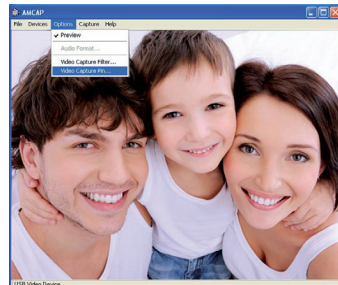 AMCAP
File Devices Options Capture Help
Preview
Audio Format...
Video Capture Filter...
Video Capture Pin...
USB Video Device